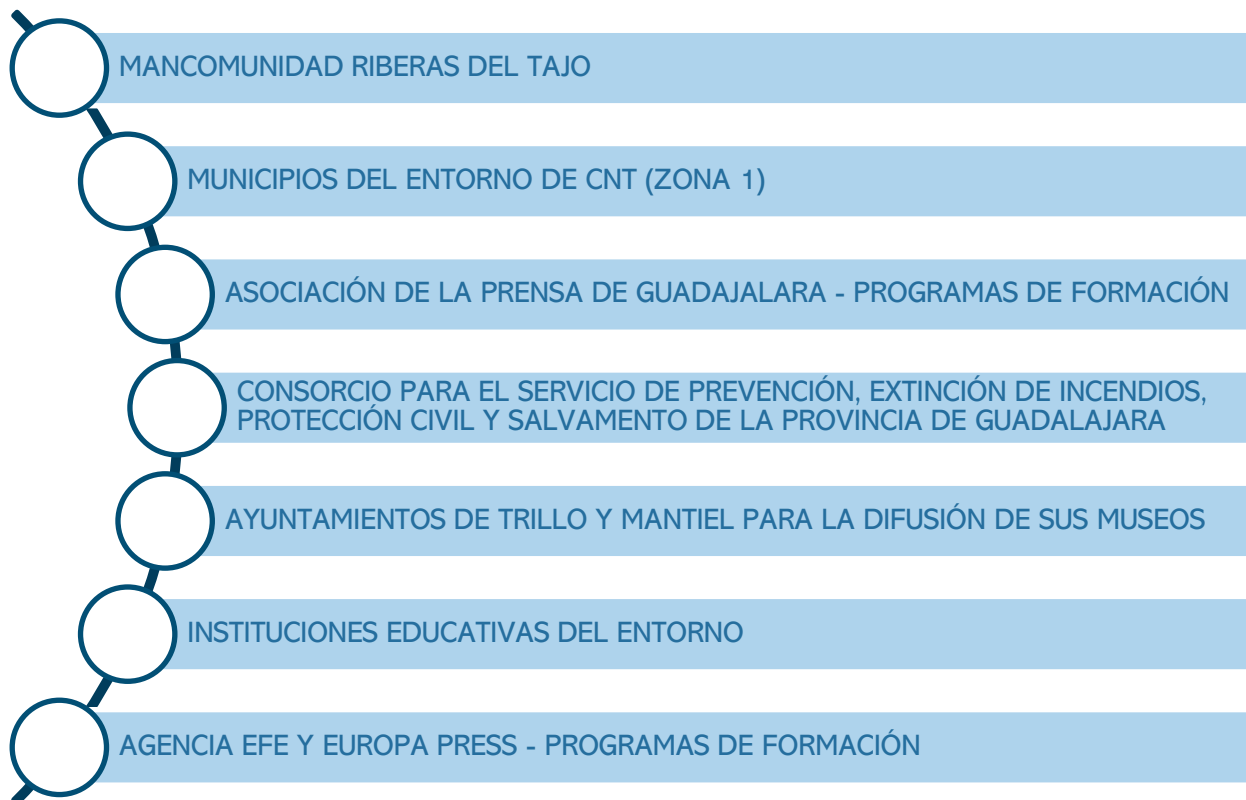 MANCOMUNIDAD RIBERAS DEL TAJO
MUNICIPIOS DEL ENTORNO DE CNT (ZONA 1)
ASOCIACIÓN DE LA PRENSA DE GUADAJALARA - PROGRAMAS DE FORMACIÓN
CONSORCIO PARA EL SERVICIO DE PREVENCIÓN, EXTINCIÓN DE INCENDIOS,
PROTECCIÓN CIVIL Y SALVAMENTO DE LA PROVINCIA DE GUADALAJARA
AYUNTAMIENTOS DE TRILLO Y MANTIEL PARA LA DIFUSIÓN DE SUS MUSEOS
INSTITUCIONES EDUCATIVAS DEL ENTORNO
AGENCIA EFE Y EUROPA PRESS - PROGRAMAS DE FORMACIÓN